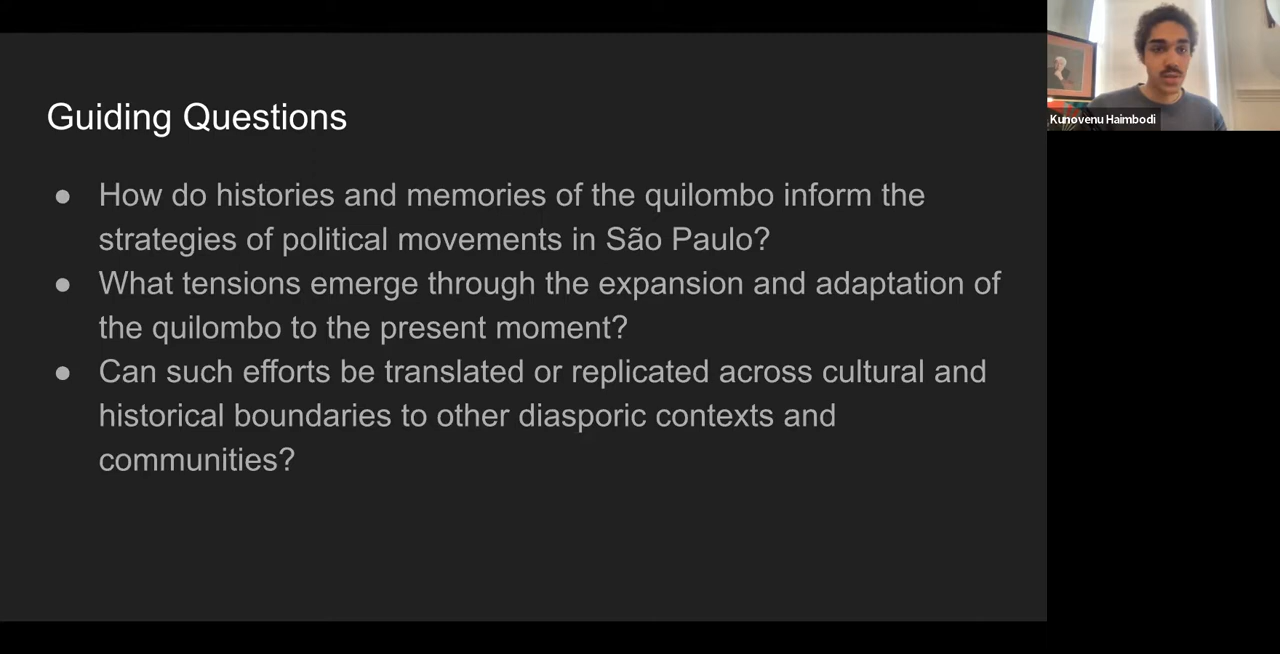 Guiding Questions
● How do histories and memories of the quilombo inform the
strategies of political movements in São Paulo?
● What tensions emerge through the expansion and adaptation of
the quilombo to the present moment?
● Can such efforts be translated or replicated across cultural and
historical boundaries to other diasporic contexts and
communities?
Kunovenu Haimbodi